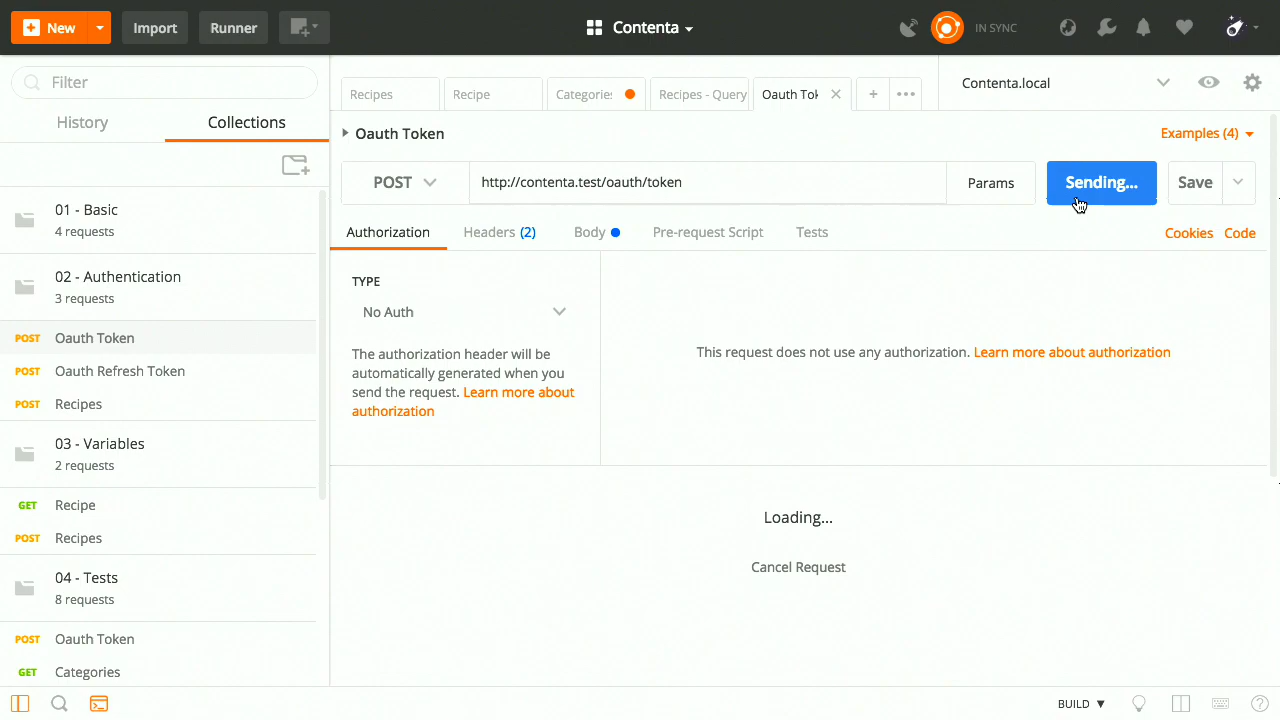 New
Import
Runner
Contenta
IN SYNC
Filter
History
Collections
01 - Basic
4 requests
02 - Authentication
3 requests
POST Oauth Token
POST Oauth Refresh Token
POST Recipes
03 - Variables
2 requests
GET Recipe
POST Recipes
04 - Tests
8 requests
POST Oauth Token
GET Categories
Recipes
Recipe
Categories
Recipes - Query
Oauth Tok
Contenta.local
Oauth Token
Examples (4)
POST
http://contenta.test/oauth/token
Params
Sending...
Save
Authorization
Headers (2)
Body
Pre-request Script
Tests
Cookies
Code
TYPE
No Auth
The authorization header will be
automatically generated when you
send the request. Learn more about
authorization
This request does not use any authorization. Learn more about authorization
Loading...
Cancel Request
BUILD